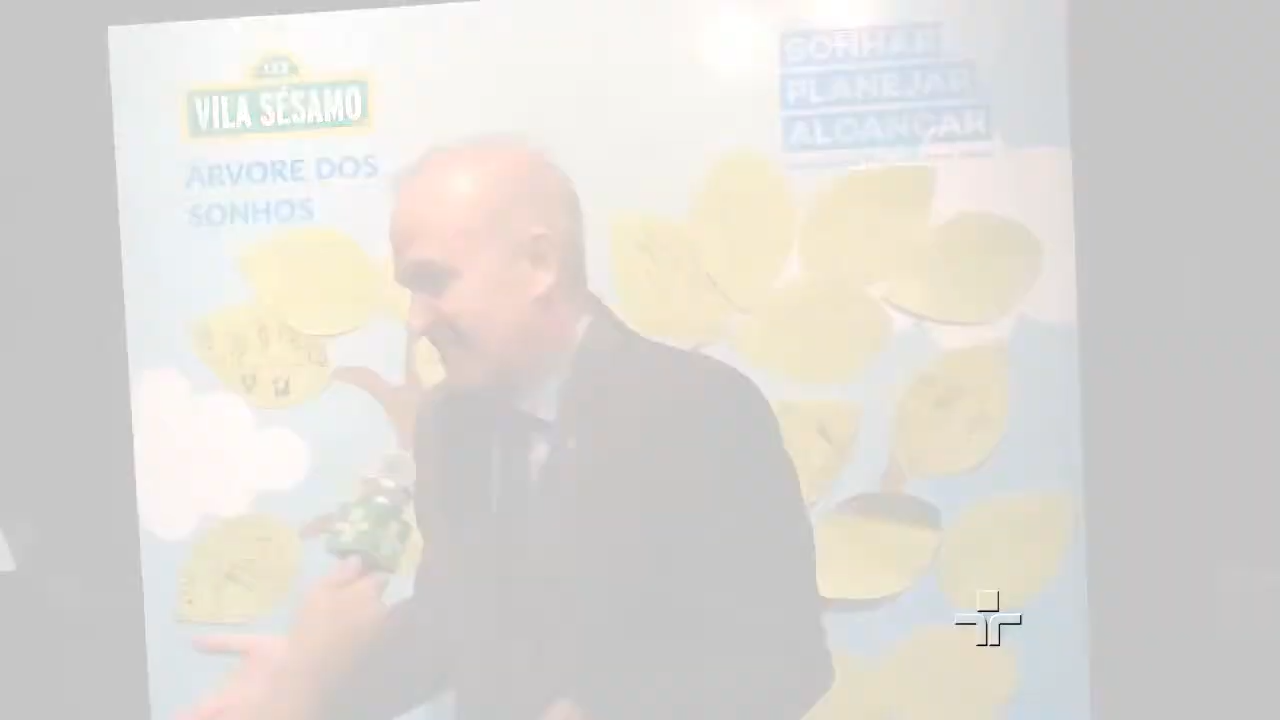 VILA SÉSAMO
ÁRVORE DOS
SONHOS
SONHAR
PLANEJAR
ALCANÇAR